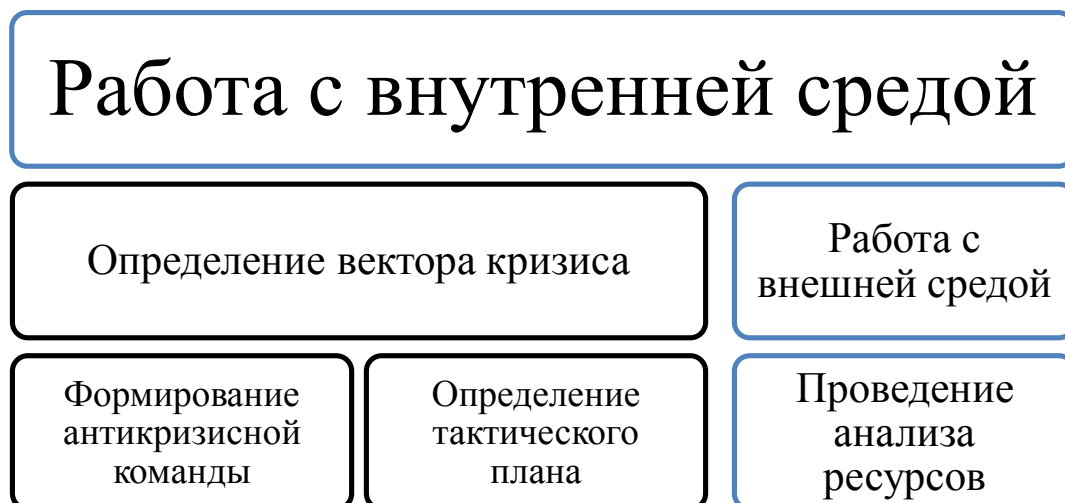 Работа с внутренней средой
Определение вектора кризиса
Работа с
внешней средой
Формирование
антикризисной
команды
Определение
тактического
плана
Проведение
анализа
ресурсов